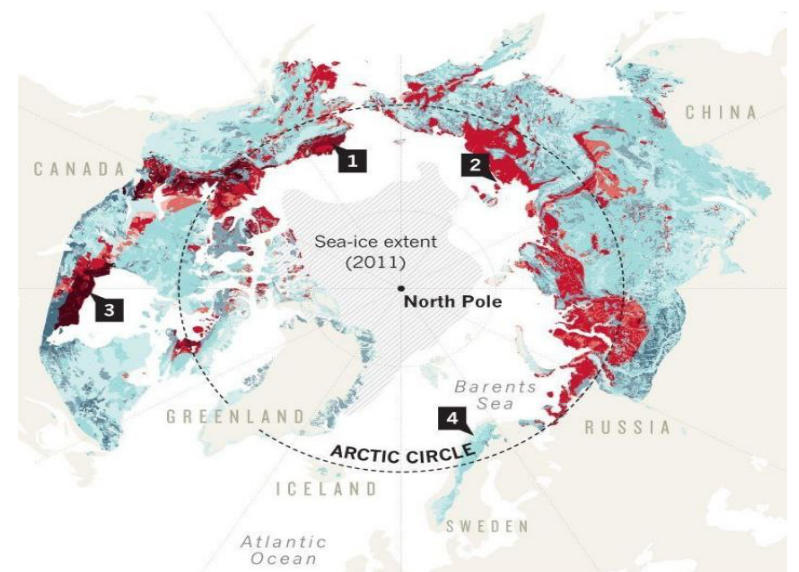 CHINA
1
2
CANADA
Sea-ice extent
(2011)
North Pole
3
Barents
Sea
GREENLAND
4
RUSSIA
ARCTIC CIRCLE
ICELAND
SWEDEN
Atlantic
Ocean